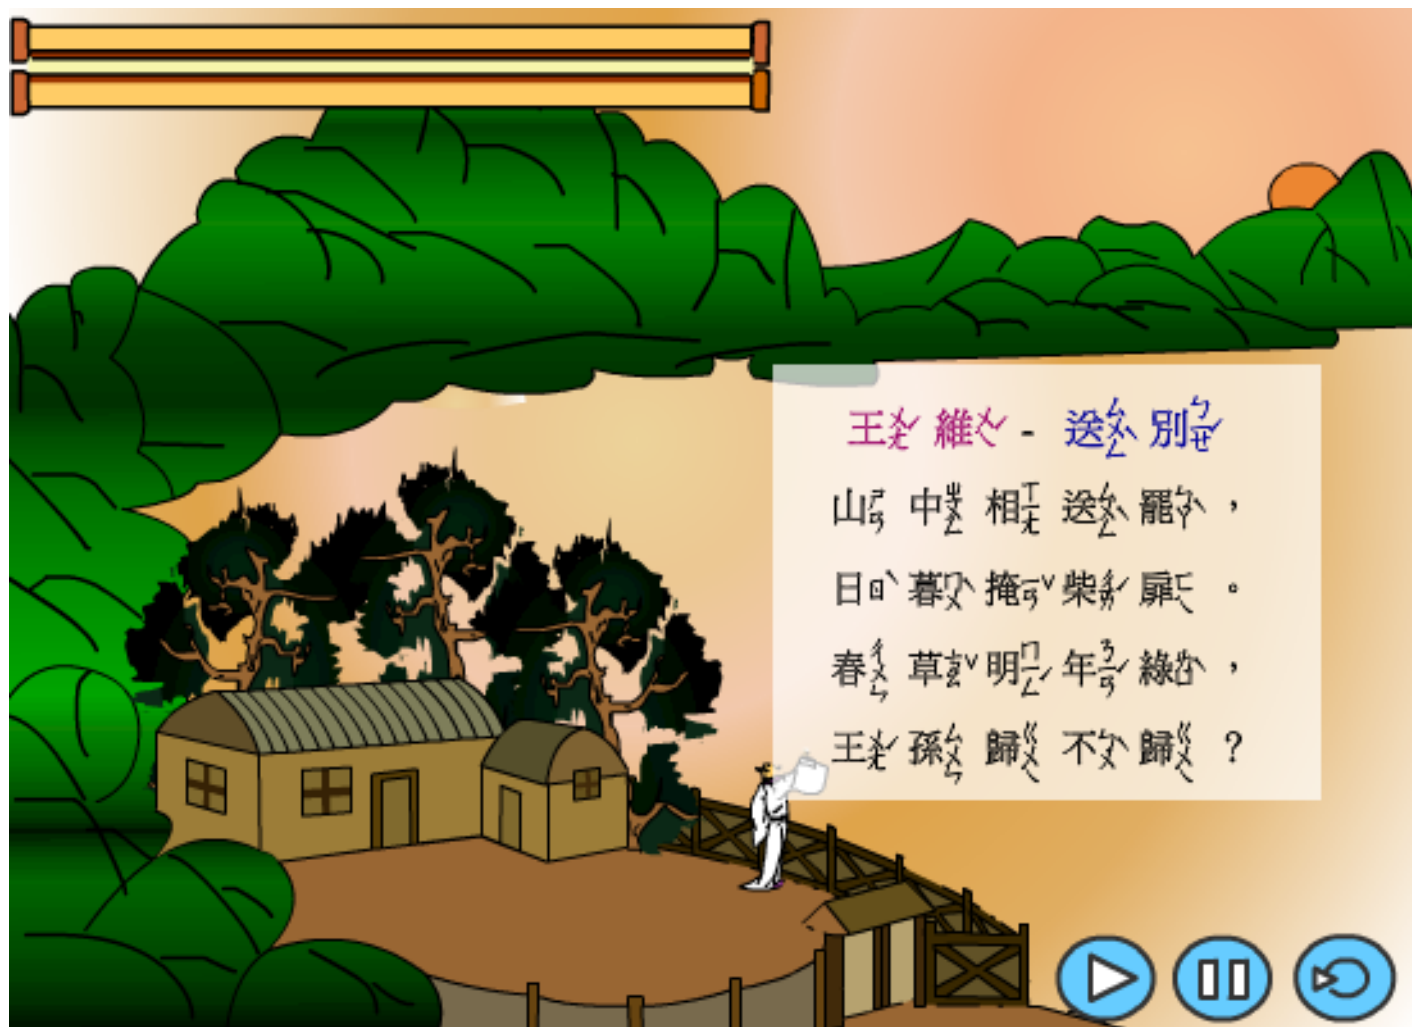 王維 - 送別
山中相送罷，
日暮掩柴扉。
春草明年綠，
王孫歸不歸？